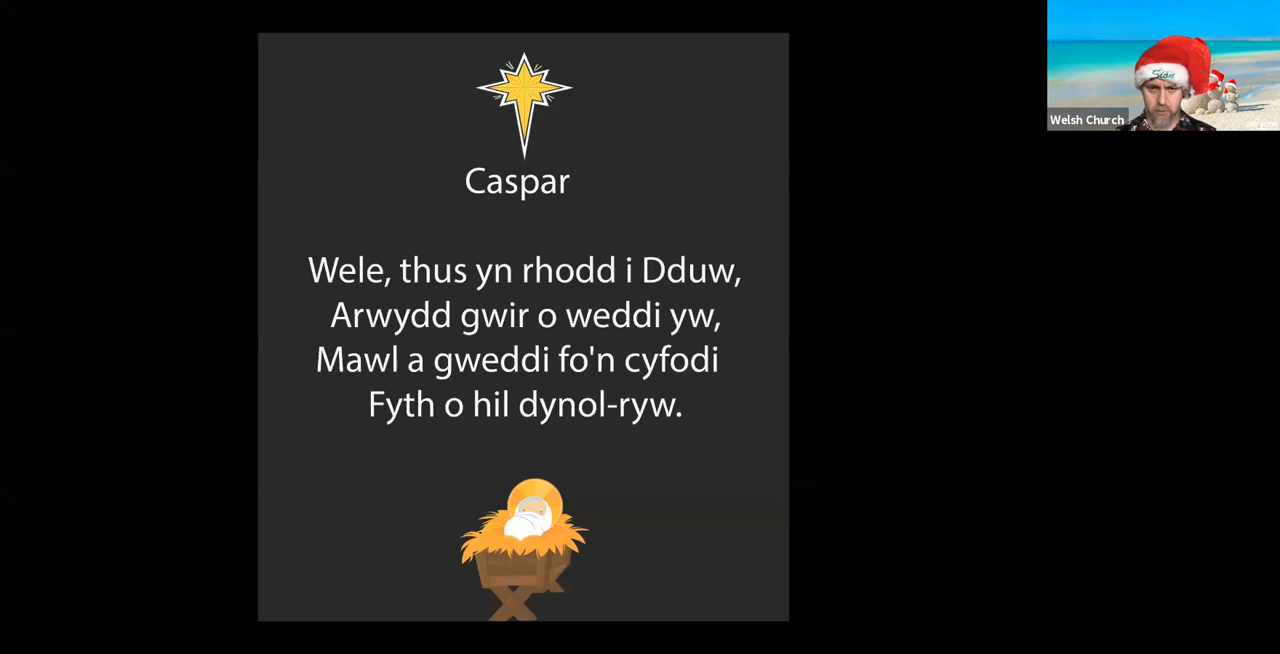 Caspar
Wele, thus yn rhodd i Dduw,
Arwydd gwir o weddi yw,
Mawl a gweddi fo'n cyfodi
Fyth o hil dynol-ryw.
Siôn
Welsh Church